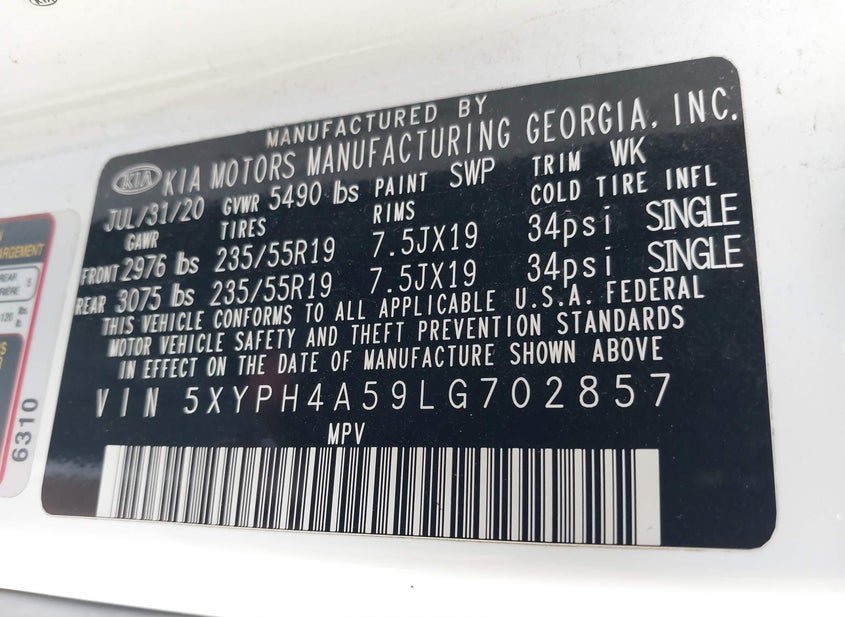 MANUFACTURED BY
KIA KIA MOTORS MANUFACTURING GEORGIA, INC.
JUL/31/20 GVWR 5490 lbs PAINT SWP TRIM WK
GAWR TIRES RIMS COLD TIRE INFL
FRONT 2976 lbs 235/55R19 7.5JX19 34psi SINGLE
REAR 3075 lbs 235/55R19 7.5JX19 34psi SINGLE
THIS VEHICLE CONFORMS TO ALL APPLICABLE U.S.A. FEDERAL
MOTOR VEHICLE SAFETY AND THEFT PREVENTION STANDARDS
IN EFFECT ON THE DATE OF MANUFACTURE SHOWN ABOVE
VIN 5XYPH4A59LG702857
MPV
REAR 5
6310